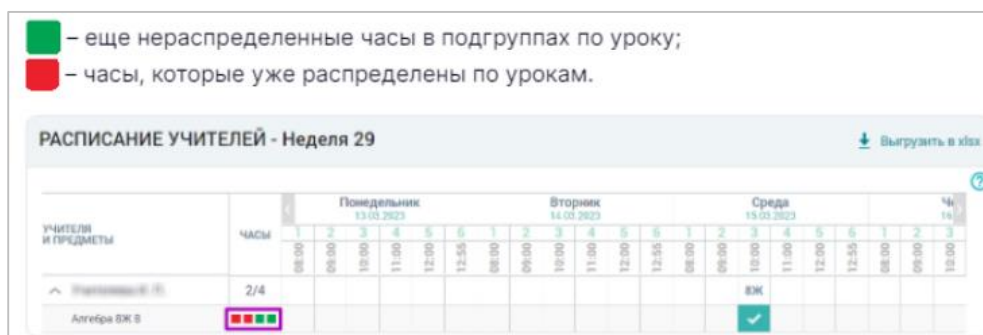 – еще нераспределенные часы в подгруппах по уроку;
– часы, которые уже распределены по урокам.
РАСПИСАНИЕ УЧИТЕЛЕЙ - Неделя 29
Выгрузить в xlsx
?
Понедельник Вторник Среда
13.03.2023 14.03.2023 15.03.2023 16
УЧИТЕЛЯ
И ПРЕДМЕТЫ
ЧАСЫ
1 2 3 4 5 6 1 2 3 4 5 6 1 2 3 4 5 6 1 2 3
08:00 09:00 10:00 11:00 12:00 12:55 08:00 09:00 10:00 11:00 12:00 12:55 08:00 09:00 10:00 11:00 12:00 12:55 08:00 09:00 10:00
2/4 8Ж
Алгебра 8Ж 8